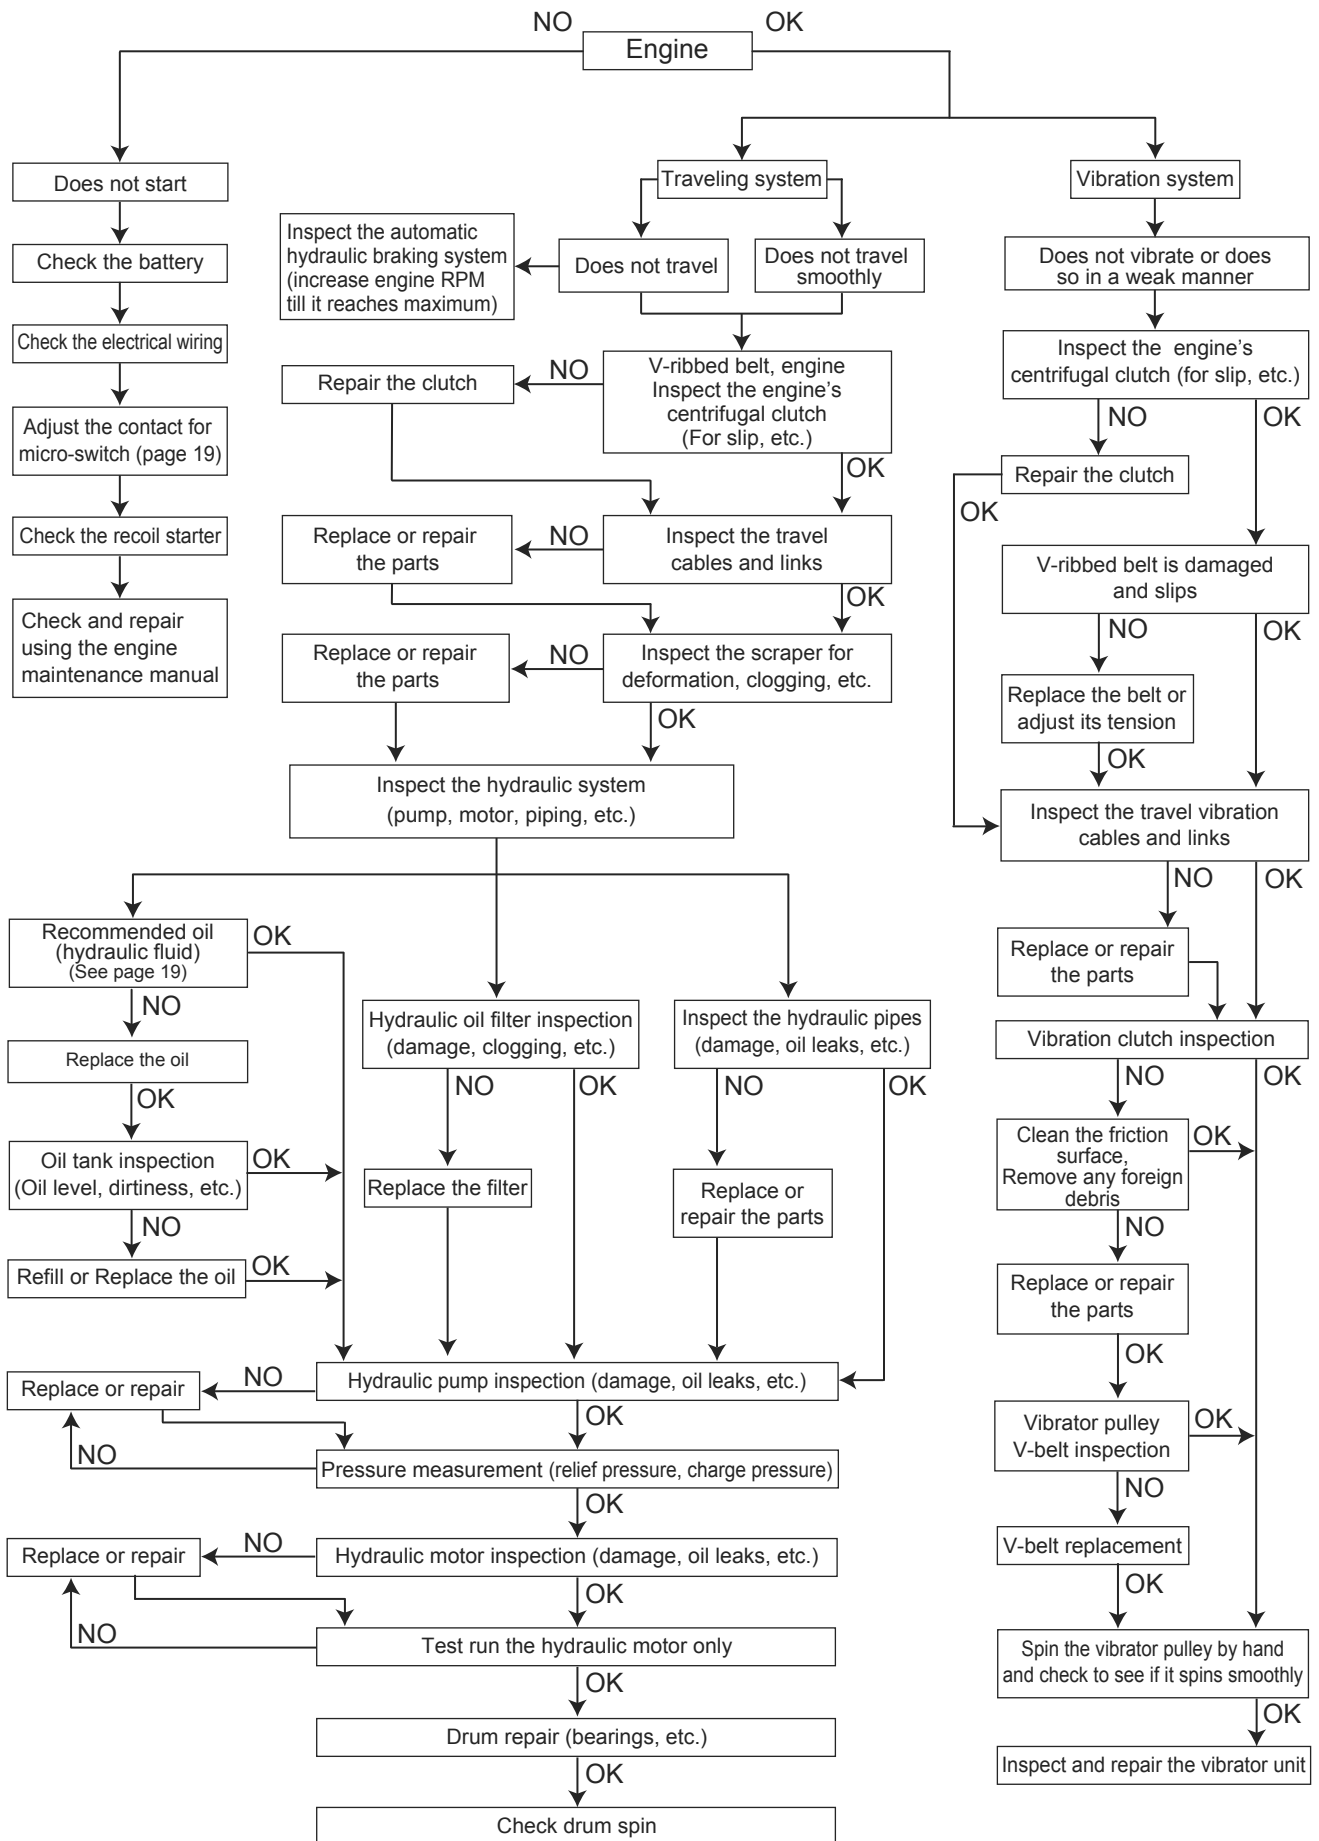 NO
OK
Engine
Does not start
Check the battery
Check the electrical wiring
Adjust the contact for
micro-switch (page 19)
Check the recoil starter
Check and repair
using the engine
maintenance manual
Traveling system
Inspect the automatic
hydraulic braking system
(increase engine RPM
till it reaches maximum)
Does not travel
Does not travel
smoothly
V-ribbed belt, engine
Inspect the engine's
centrifugal clutch
(For slip, etc.)
NO
Repair the clutch
OK
Inspect the travel
cables and links
NO
Replace or repair
the parts
OK
Inspect the scraper for
deformation, clogging, etc.
NO
Replace or repair
the parts
OK
Inspect the hydraulic system
(pump, motor, piping, etc.)
Recommended oil
(hydraulic fluid)
(See page 19)
OK
NO
Replace the oil
OK
Oil tank inspection
(Oil level, dirtiness, etc.)
OK
NO
Refill or Replace the oil
OK
Hydraulic oil filter inspection
(damage, clogging, etc.)
NO
OK
Replace the filter
Inspect the hydraulic pipes
(damage, oil leaks, etc.)
NO
OK
Replace or
repair the parts
Hydraulic pump inspection (damage, oil leaks, etc.)
NO
Replace or repair
OK
NO
Pressure measurement (relief pressure, charge pressure)
OK
Hydraulic motor inspection (damage, oil leaks, etc.)
NO
Replace or repair
OK
NO
Test run the hydraulic motor only
OK
Drum repair (bearings, etc.)
OK
Check drum spin
Vibration system
Does not vibrate or does
so in a weak manner
Inspect the engine's
centrifugal clutch (for slip, etc.)
NO
OK
Repair the clutch
OK
V-ribbed belt is damaged
and slips
NO
OK
Replace the belt or
adjust its tension
OK
Inspect the travel vibration
cables and links
NO
OK
Replace or repair
the parts
Vibration clutch inspection
NO
OK
Clean the friction
surface,
Remove any foreign
debris
OK
NO
Replace or repair
the parts
OK
Vibrator pulley
V-belt inspection
OK
NO
V-belt replacement
OK
Spin the vibrator pulley by hand
and check to see if it spins smoothly
OK
Inspect and repair the vibrator unit